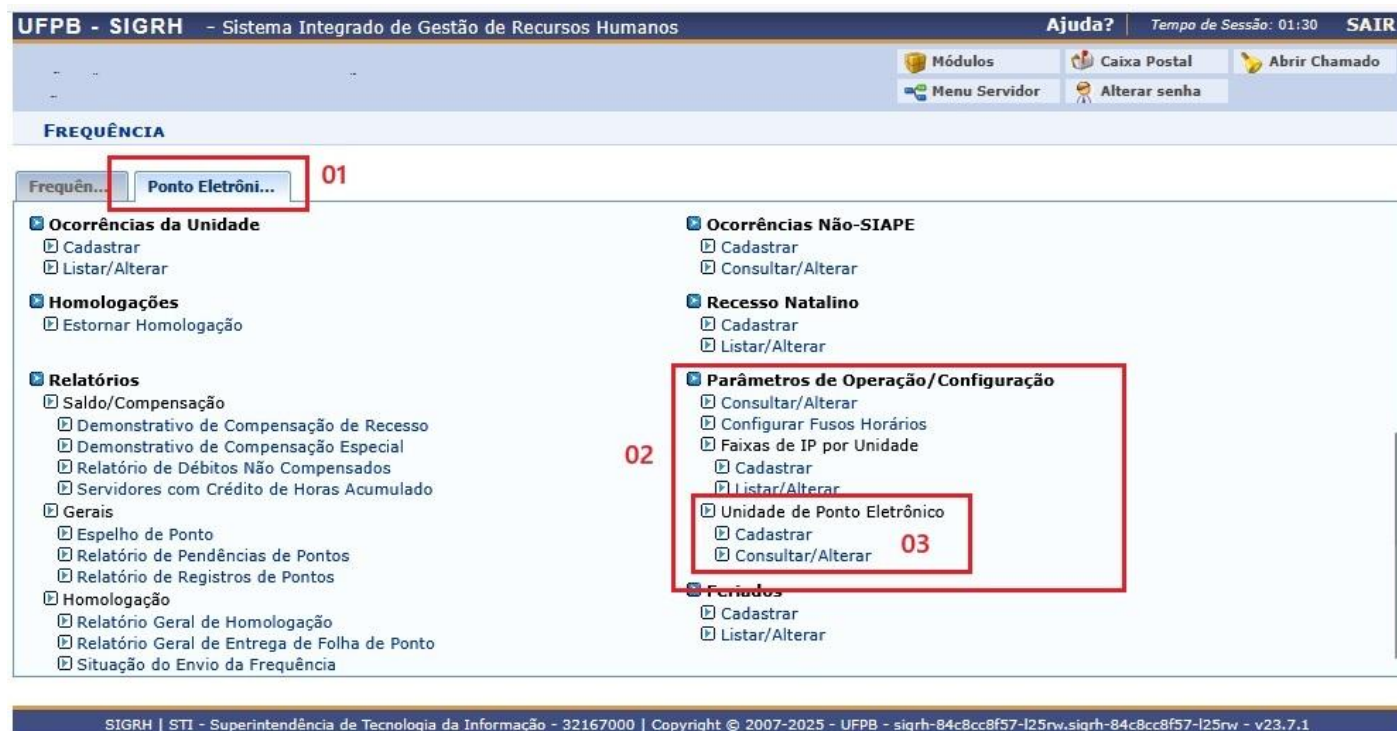 UFPB - SIGRH - Sistema Integrado de Gestão de Recursos Humanos
Ajuda? Tempo de Sessão: 01:30 SAIR
Módulos Caixa Postal Abrir Chamado
Menu Servidor Alterar senha
FREQUÊNCIA
Frequên... Ponto Eletrôni... 01
Ocorrências da Unidade
Cadastrar
Listar/Alterar
Homologações
Estornar Homologação
Relatórios
Saldo/Compensação
Demonstrativo de Compensação de Recesso
Demonstrativo de Compensação Especial
Relatório de Débitos Não Compensados
Servidores com Crédito de Horas Acumulado
Gerais
Espelho de Ponto
Relatório de Pendências de Pontos
Relatório de Registros de Pontos
Homologação
Relatório Geral de Homologação
Relatório Geral de Entrega de Folha de Ponto
Situação do Envio da Frequência
Ocorrências Não-SIAPE
Cadastrar
Consultar/Alterar
Recesso Natalino
Cadastrar
Listar/Alterar
02
Parâmetros de Operação/Configuração
Consultar/Alterar
Configurar Fusos Horários
Faixas de IP por Unidade
Cadastrar
Listar/Alterar
Unidade de Ponto Eletrônico
Cadastrar
Consultar/Alterar 03
Feriados
Cadastrar
Listar/Alterar
SIGRH | STI - Superintendência de Tecnologia da Informação - 32167000 | Copyright © 2007-2025 - UFPB - sigrh-84c8cc8f57-l25rw.sigrh-84c8cc8f57-l25rw - v23.7.1